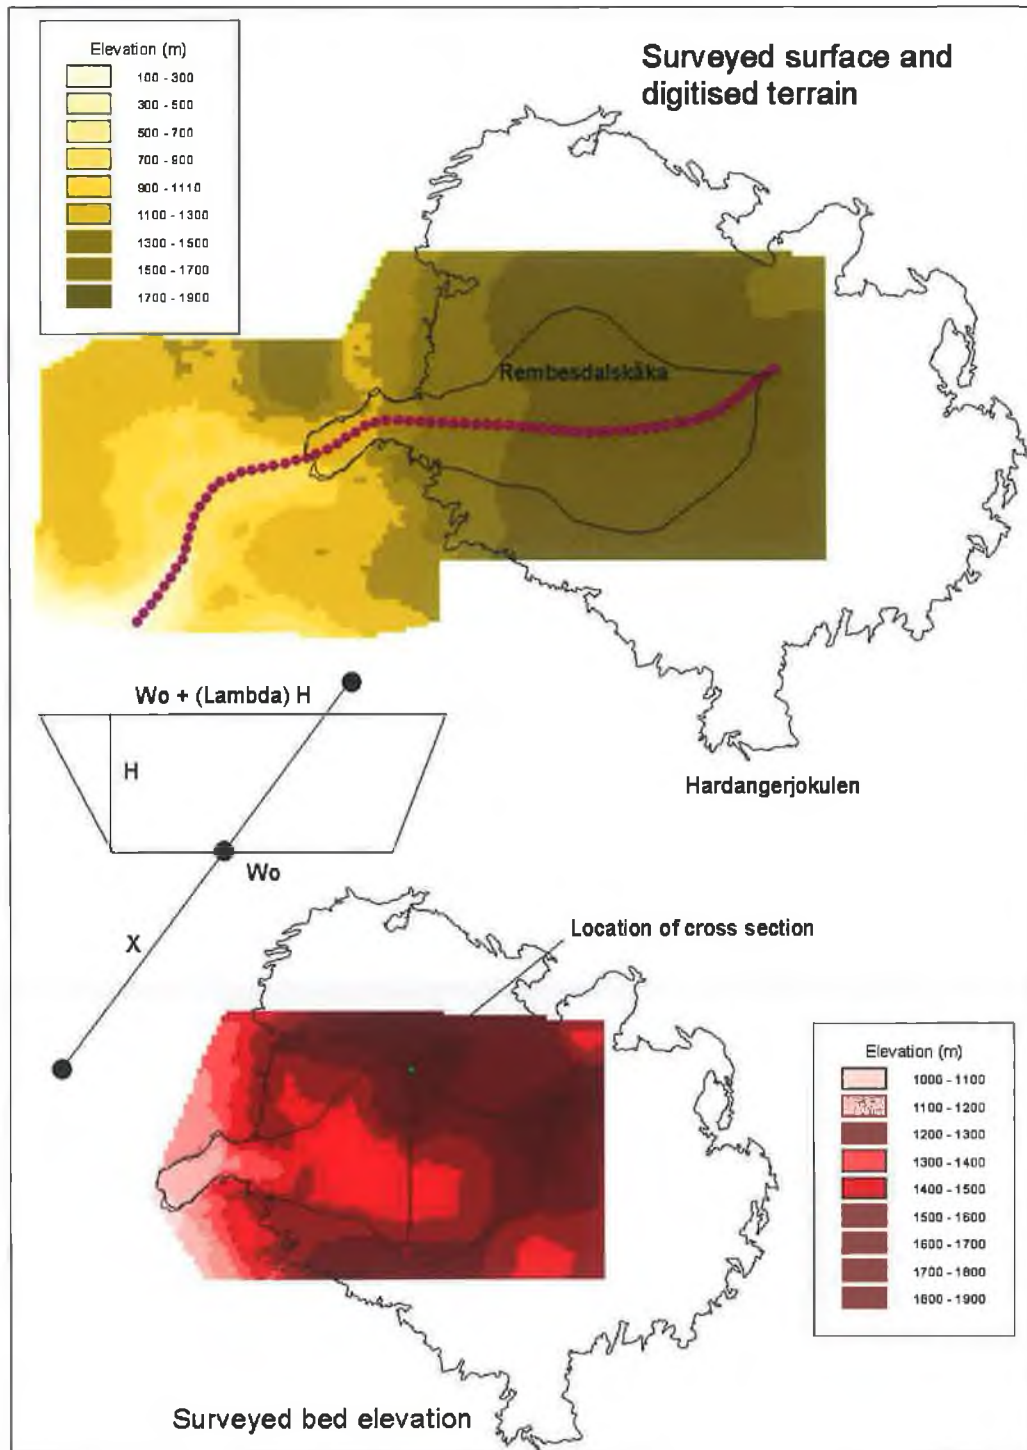 Elevation (m)
100 - 300
300 - 500
500 - 700
700 - 900
900 - 1110
1100 - 1300
1300 - 1500
1500 - 1700
1700 - 1900
Surveyed surface and
digitised terrain
Rembesdalskåka
Wo + (Lambda) H
H
Wo
X
Hardangerjokulen
Location of cross section
Elevation (m)
1000 - 1100
1100 - 1200
1200 - 1300
1300 - 1400
1400 - 1500
1500 - 1600
1600 - 1700
1700 - 1800
1800 - 1900
Surveyed bed elevation